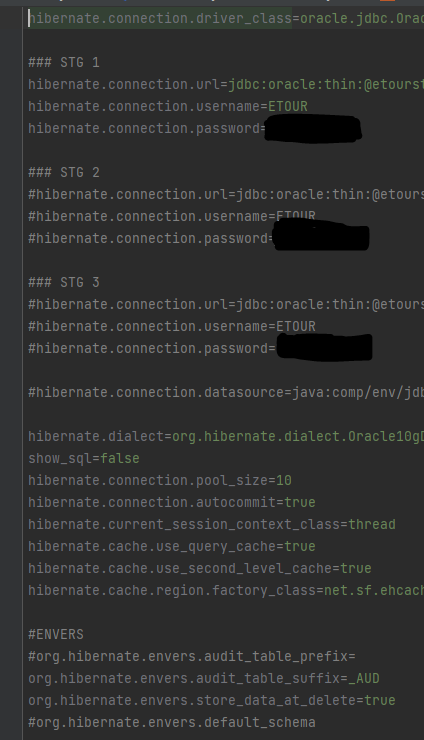 hibernate.connection.driver_class=oracle.jdbc.Orac
### STG 1
hibernate.connection.url=jdbc:oracle:thin:@etourst
hibernate.connection.username=ETOUR
hibernate.connection.password=
### STG 2
#hibernate.connection.url=jdbc:oracle:thin:@etours
#hibernate.connection.username=ETOUR
#hibernate.connection.password=
### STG 3
#hibernate.connection.url=jdbc:oracle:thin:@etours
#hibernate.connection.username=ETOUR
#hibernate.connection.password=
#hibernate.connection.datasource=java:comp/env/jdb
hibernate.dialect=org.hibernate.dialect.Oracle10gD
show_sql=false
hibernate.connection.pool_size=10
hibernate.connection.autocommit=true
hibernate.current_session_context_class=thread
hibernate.cache.use_query_cache=true
hibernate.cache.use_second_level_cache=true
hibernate.cache.region.factory_class=net.sf.ehcach
#ENVERS
#org.hibernate.envers.audit_table_prefix=
org.hibernate.envers.audit_table_suffix=_AUD
org.hibernate.envers.store_data_at_delete=true
#org.hibernate.envers.default_schema